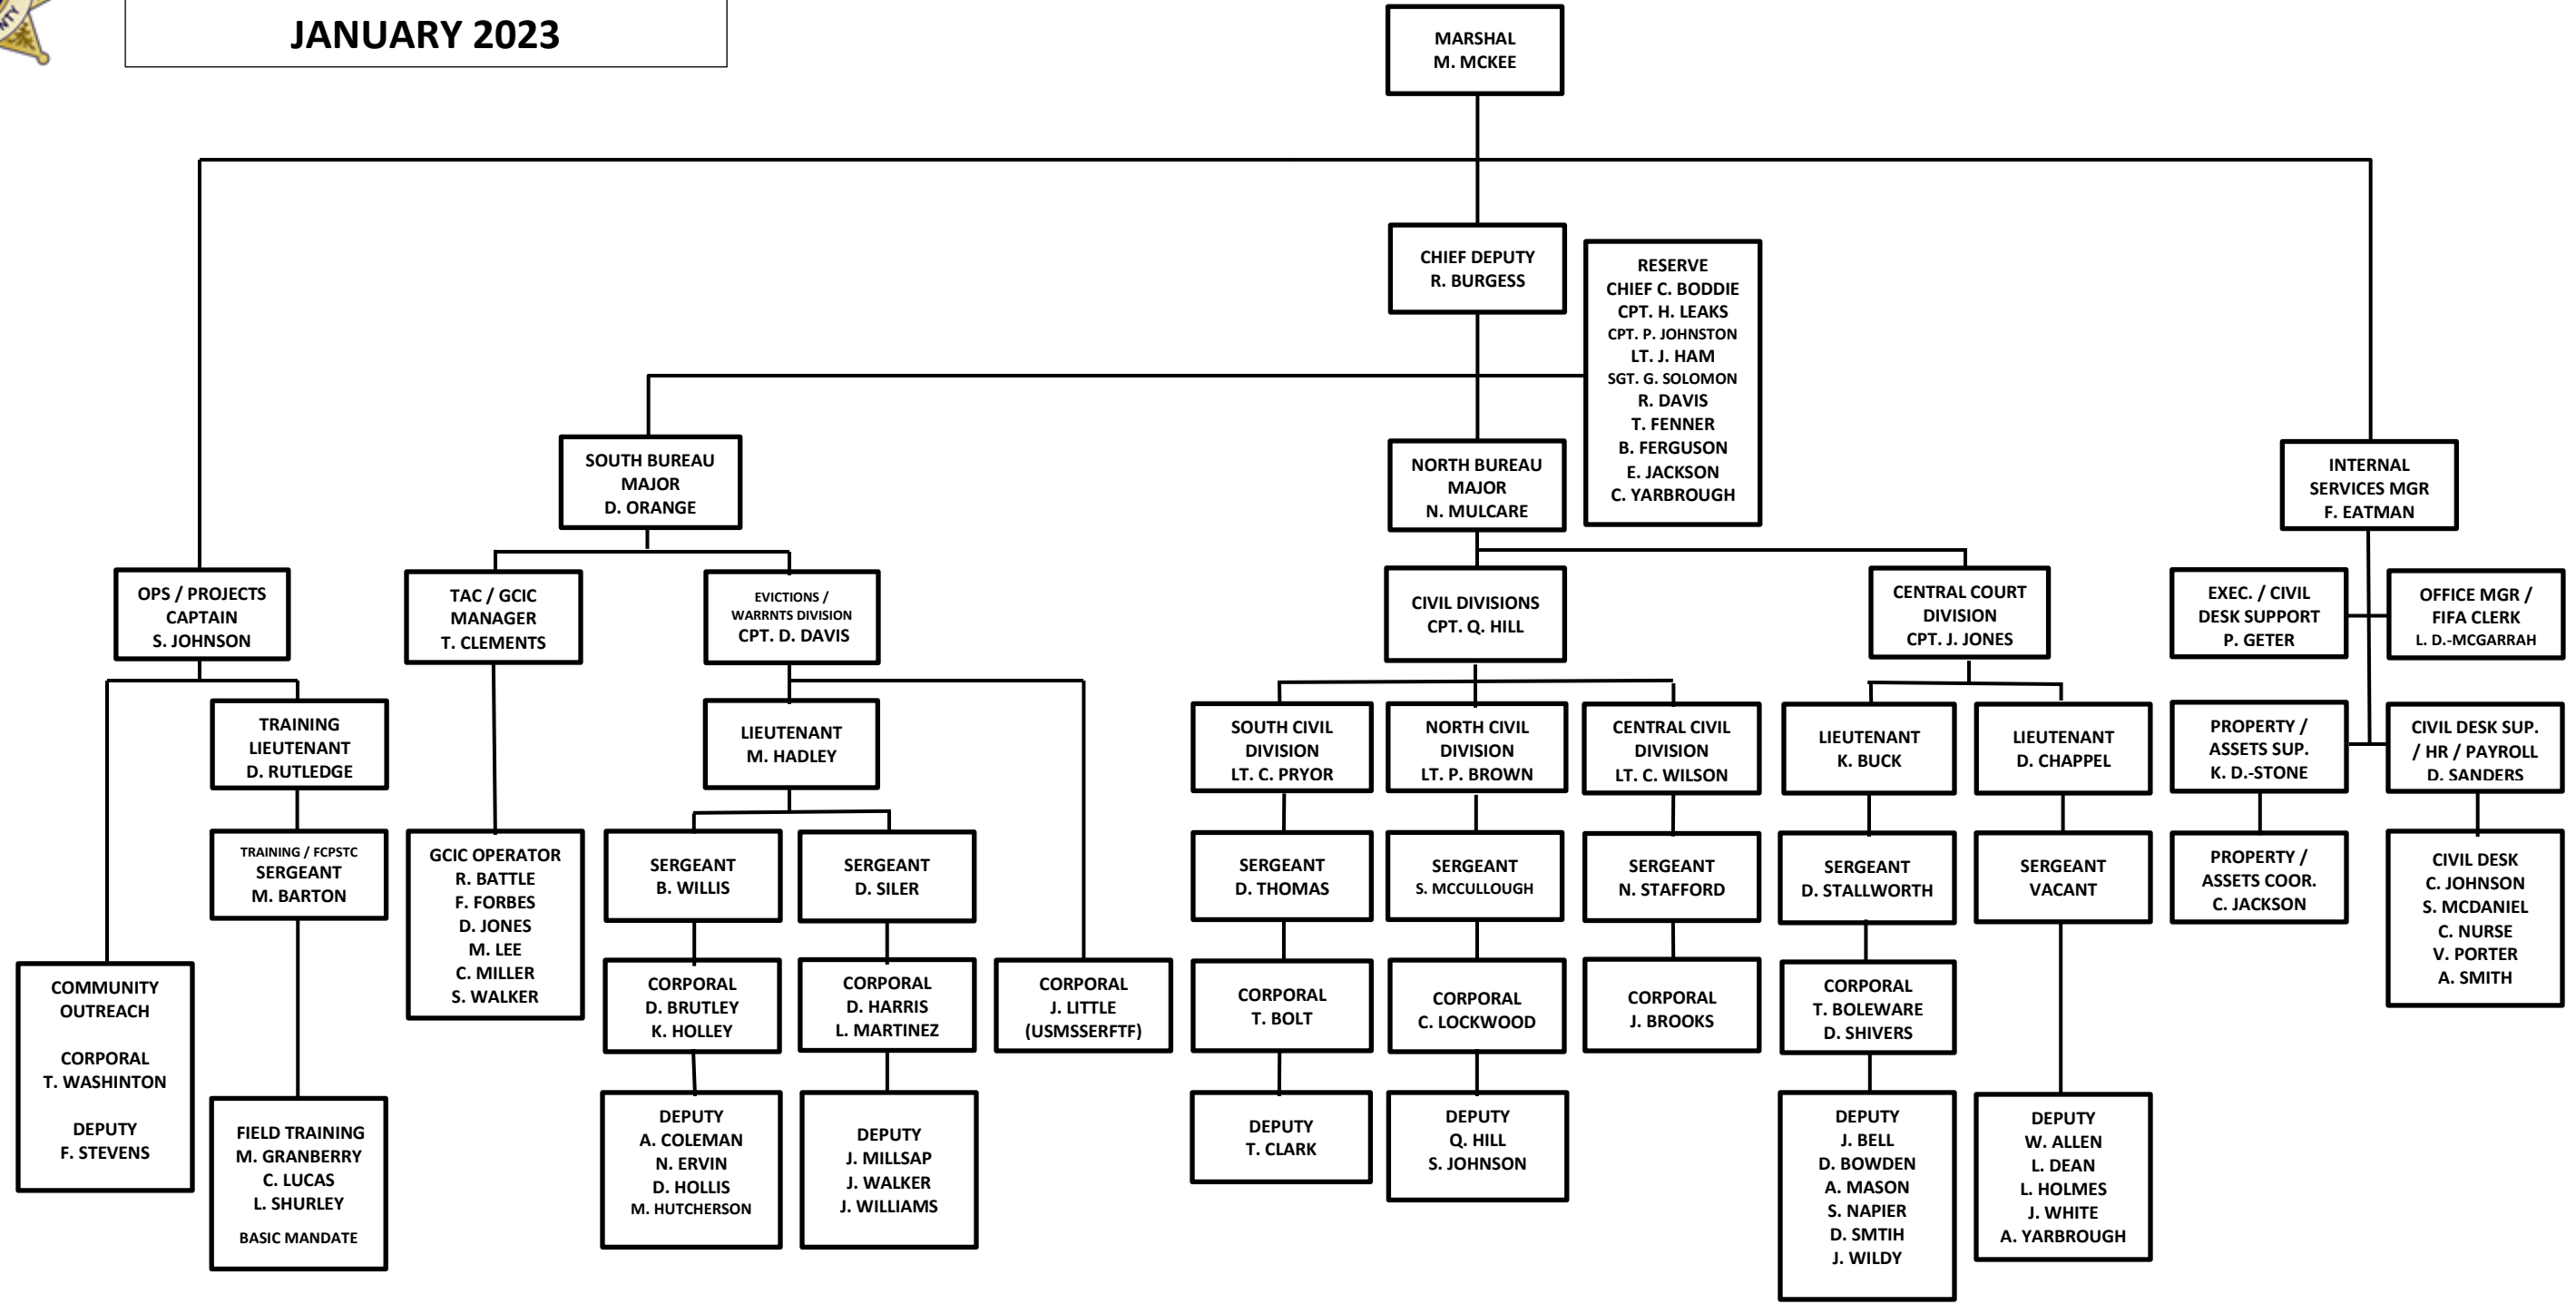 NTY
JANUARY 2023
MARSHAL
M. MCKEE
CHIEF DEPUTY
R. BURGESS
RESERVE
CHIEF C. BODDIE
CPT. H. LEAKS
CPT. P. JOHNSTON
LT. J. HAM
SGT. G. SOLOMON
R. DAVIS
T. FENNER
B. FERGUSON
E. JACKSON
C. YARBROUGH
SOUTH BUREAU
MAJOR
D. ORANGE
NORTH BUREAU
MAJOR
N. MULCARE
INTERNAL
SERVICES MGR
F. EATMAN
OPS / PROJECTS
CAPTAIN
S. JOHNSON
TAC / GCIC
MANAGER
T. CLEMENTS
EVICTIONS /
WARRNTS DIVISION
CPT. D. DAVIS
CIVIL DIVISIONS
CPT. Q. HILL
CENTRAL COURT
DIVISION
CPT. J. JONES
EXEC. / CIVIL
DESK SUPPORT
P. GETER
OFFICE MGR /
FIFA CLERK
L. D.-MCGARRAH
TRAINING
LIEUTENANT
D. RUTLEDGE
LIEUTENANT
M. HADLEY
SOUTH CIVIL
DIVISION
LT. C. PRYOR
NORTH CIVIL
DIVISION
LT. P. BROWN
CENTRAL CIVIL
DIVISION
LT. C. WILSON
LIEUTENANT
K. BUCK
LIEUTENANT
D. CHAPPEL
PROPERTY /
ASSETS SUP.
K. D.-STONE
CIVIL DESK SUP.
/ HR / PAYROLL
D. SANDERS
TRAINING / FCPSTC
SERGEANT
M. BARTON
GCIC OPERATOR
R. BATTLE
F. FORBES
D. JONES
M. LEE
C. MILLER
S. WALKER
SERGEANT
B. WILLIS
SERGEANT
D. SILER
SERGEANT
D. THOMAS
SERGEANT
S. MCCULLOUGH
SERGEANT
N. STAFFORD
SERGEANT
D. STALLWORTH
SERGEANT
VACANT
PROPERTY /
ASSETS COOR.
C. JACKSON
CIVIL DESK
C. JOHNSON
S. MCDANIEL
C. NURSE
V. PORTER
A. SMITH
COMMUNITY
OUTREACH
CORPORAL
T. WASHINTON
DEPUTY
F. STEVENS
CORPORAL
D. BRUTLEY
K. HOLLEY
CORPORAL
D. HARRIS
L. MARTINEZ
CORPORAL
J. LITTLE
(USMSSERFTF)
CORPORAL
T. BOLT
CORPORAL
C. LOCKWOOD
CORPORAL
J. BROOKS
CORPORAL
T. BOLEWARE
D. SHIVERS
FIELD TRAINING
M. GRANBERRY
C. LUCAS
L. SHURLEY
BASIC MANDATE
DEPUTY
A. COLEMAN
N. ERVIN
D. HOLLIS
M. HUTCHERSON
DEPUTY
J. MILLSAP
J. WALKER
J. WILLIAMS
DEPUTY
T. CLARK
DEPUTY
Q. HILL
S. JOHNSON
DEPUTY
J. BELL
D. BOWDEN
A. MASON
S. NAPIER
D. SMTIH
J. WILDY
DEPUTY
W. ALLEN
L. DEAN
L. HOLMES
J. WHITE
A. YARBROUGH